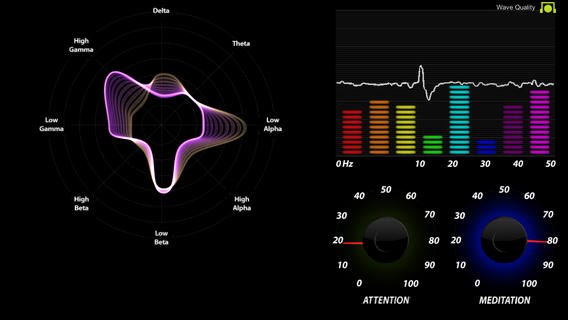 Wave Quality
Delta
High
Gamma
Theta
Low
Gamma
Low
Alpha
High
Beta
High
Alpha
Low
Beta
0 Hz 10 20 30 40 50
0 10 20 30 40 50 60 70 80 90 100
ATTENTION
0 10 20 30 40 50 60 70 80 90 100
MEDITATION